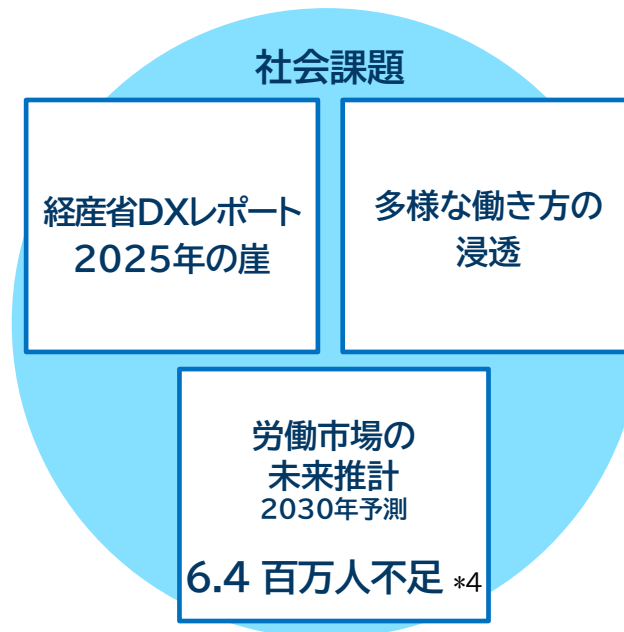 社会課題
経産省DXレポート
2025年の崖
多様な働き方の
浸透
労働市場の
未来推計
2030年予測
6.4 百万人不足 *4